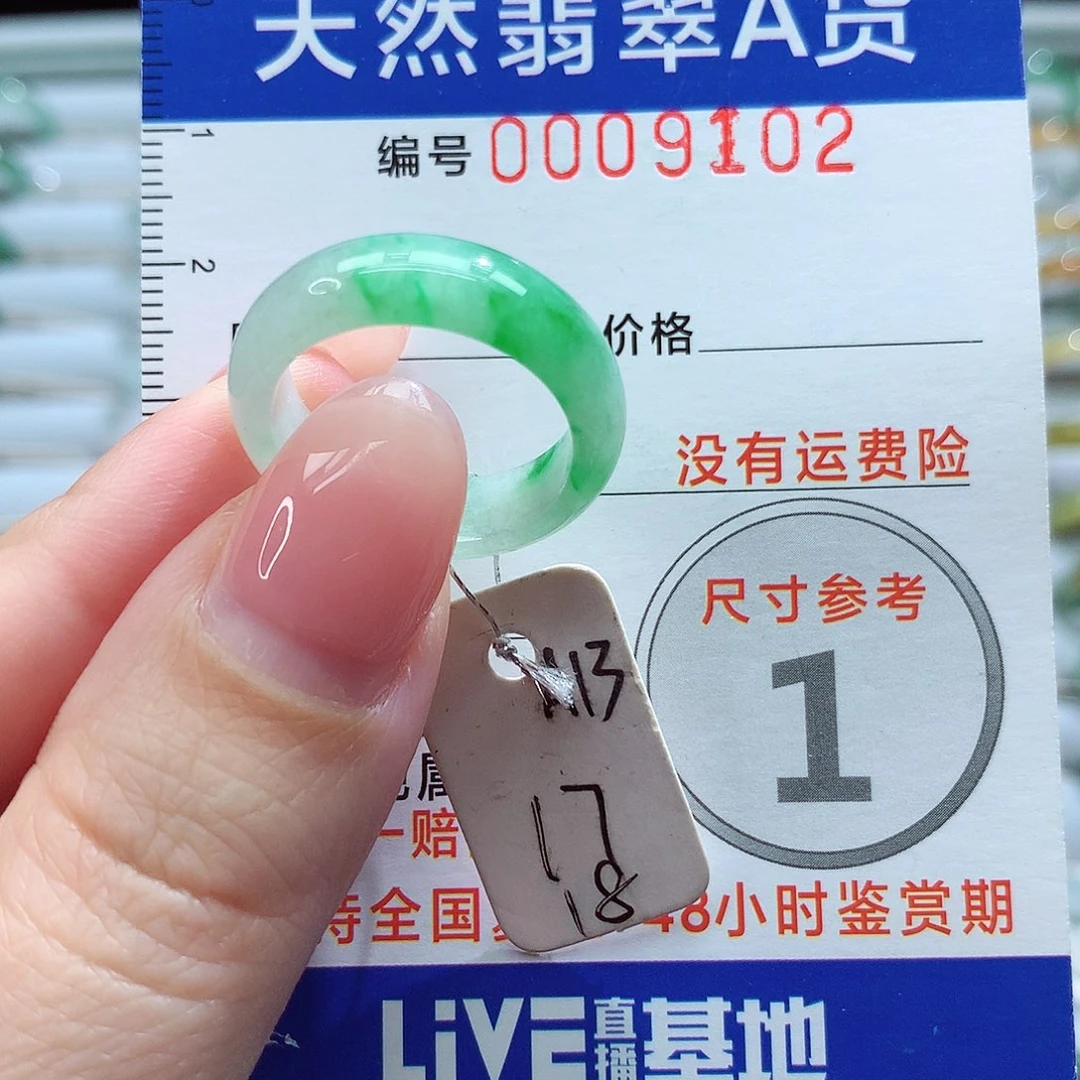 天然翡翠A货
1
编号 0009102
2
价格
没有运费险
尺寸参考
1
113
17
18
一赔
持全国 48小时鉴赏期
LiVE直播基地